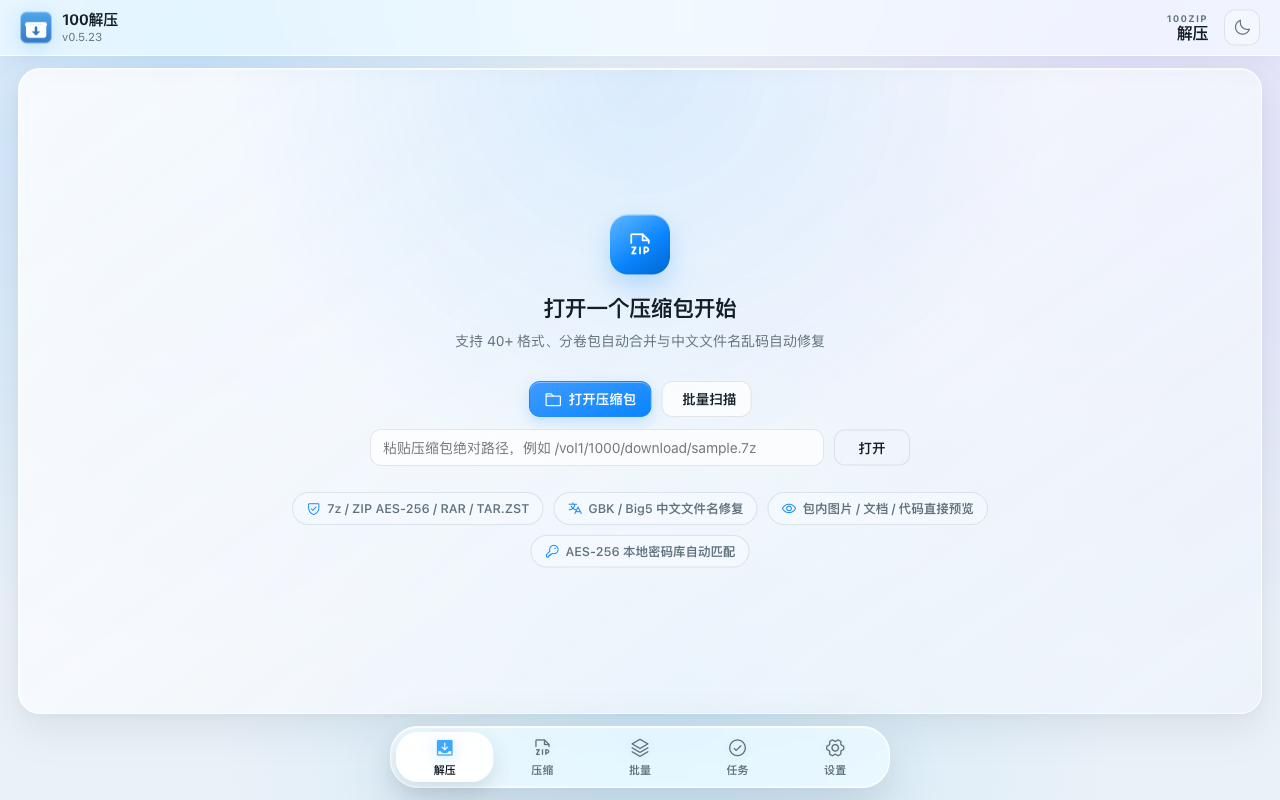 100解压
v0.5.23
100ZIP
解压
ZIP
打开一个压缩包开始
支持 40+ 格式、分卷包自动合并与中文文件名乱码自动修复
打开压缩包
批量扫描
粘贴压缩包绝对路径，例如 /vol1/1000/download/sample.7z
打开
7z / ZIP AES-256 / RAR / TAR.ZST
GBK / Big5 中文文件名修复
包内图片 / 文档 / 代码直接预览
AES-256 本地密码库自动匹配
解压
ZIP
压缩
批量
任务
设置